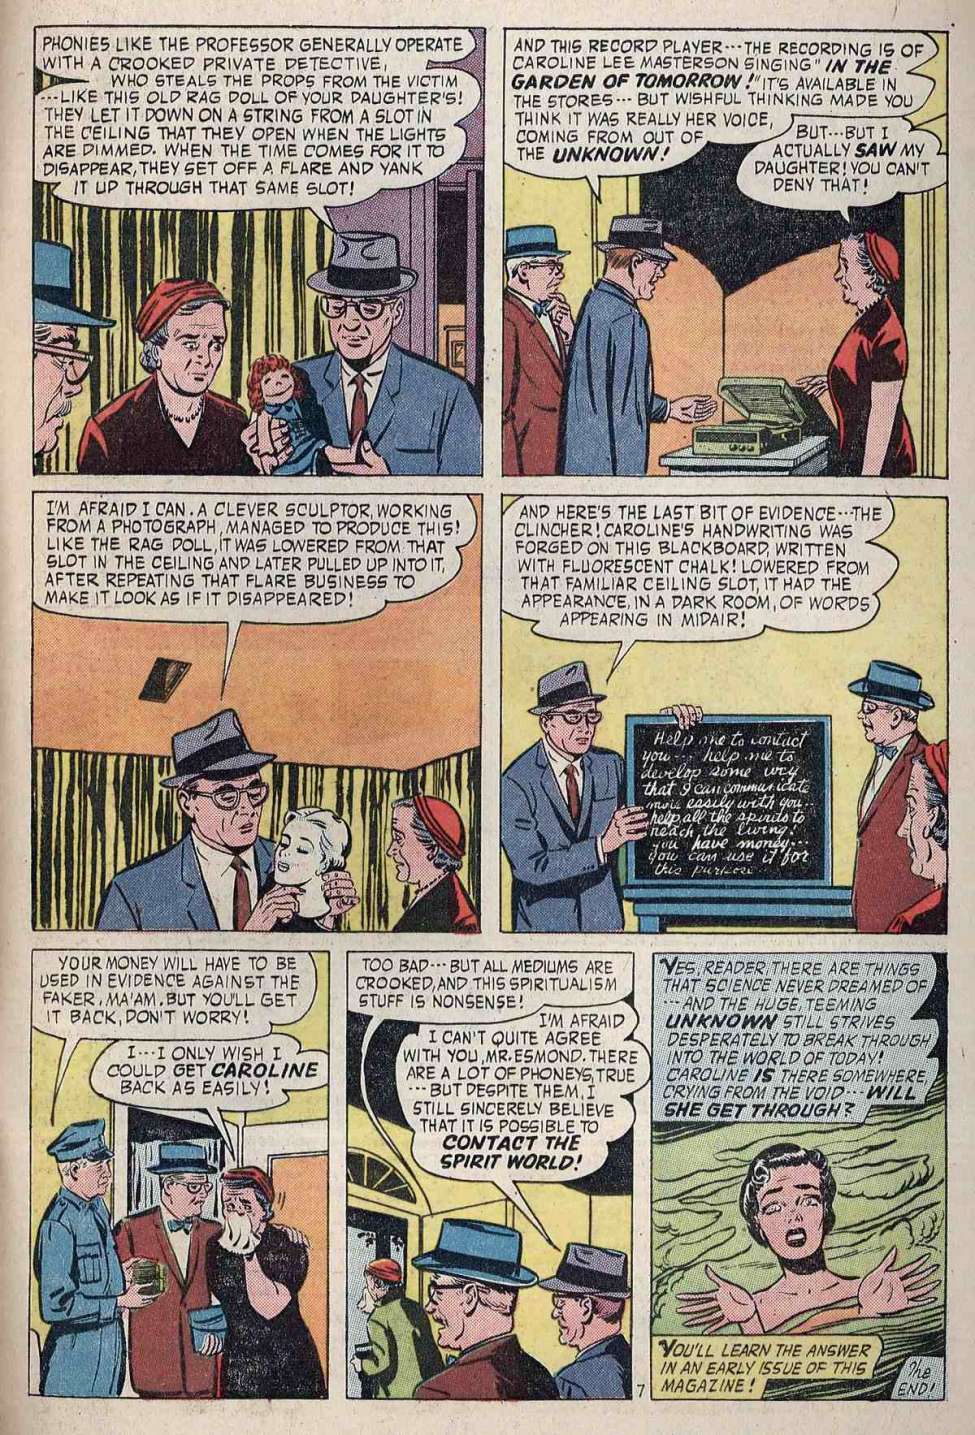 PHONIES LIKE THE PROFESSOR GENERALLY OPERATE
WITH A CROOKED PRIVATE DETECTIVE,
WHO STEALS THE PROPS FROM THE VICTIM
---LIKE THIS OLD RAG DOLL OF YOUR DAUGHTER'S!
THEY LET IT DOWN ON A STRING FROM A SLOT IN
THE CEILING THAT THEY OPEN WHEN THE LIGHTS
ARE DIMMED. WHEN THE TIME COMES FOR IT TO
DISAPPEAR, THEY SET OFF A FLARE AND YANK
IT UP THROUGH THAT SAME SLOT!
AND THIS RECORD PLAYER---THE RECORDING IS OF
CAROLINE LEE MASTERSON SINGING "IN THE
GARDEN OF TOMORROW!" IT'S AVAILABLE IN
THE STORES--- BUT WISHFUL THINKING MADE YOU
THINK IT WAS REALLY HER VOICE,
COMING FROM OUT OF
THE UNKNOWN!
BUT---BUT I
ACTUALLY SAW MY
DAUGHTER! YOU CAN'T
DENY THAT!
I'M AFRAID I CAN. A CLEVER SCULPTOR, WORKING
FROM A PHOTOGRAPH, MANAGED TO PRODUCE THIS!
LIKE THE RAG DOLL, IT WAS LOWERED FROM THAT
SLOT IN THE CEILING AND LATER PULLED UP INTO IT,
AFTER REPEATING THAT FLARE BUSINESS TO
MAKE IT LOOK AS IF IT DISAPPEARED!
AND HERE'S THE LAST BIT OF EVIDENCE---THE
CLINCHER! CAROLINE'S HANDWRITING WAS
FORGED ON THIS BLACKBOARD, WRITTEN
WITH FLUORESCENT CHALK! LOWERED FROM
THAT FAMILIAR CEILING SLOT, IT HAD THE
APPEARANCE, IN A DARK ROOM, OF WORDS
APPEARING IN MIDAIR!
Help me to contact
you--- help me to
develop some way
that I can communicate
more easily with you...
help all the spirits to
reach the living!
You have money---
you can use it for
this purpose---
YOUR MONEY WILL HAVE TO BE
USED IN EVIDENCE AGAINST THE
FAKER, MA'AM. BUT YOU'LL GET
IT BACK, DON'T WORRY!
I---I ONLY WISH I
COULD GET CAROLINE
BACK AS EASILY!
TOO BAD--- BUT ALL MEDIUMS ARE
CROOKED, AND THIS SPIRITUALISM
STUFF IS NONSENSE!
I'M AFRAID
I CAN'T QUITE AGREE
WITH YOU, MR. ESMOND. THERE
ARE A LOT OF PHONEYS, TRUE
--- BUT DESPITE THEM, I
STILL SINCERELY BELIEVE
THAT IT IS POSSIBLE TO
CONTACT THE
SPIRIT WORLD!
7
YES, READER, THERE ARE THINGS
THAT SCIENCE NEVER DREAMED OF
---AND THE HUGE, TEEMING
UNKNOWN STILL STRIVES
DESPERATELY TO BREAK THROUGH
INTO THE WORLD OF TODAY!
CAROLINE IS THERE SOMEWHERE
CRYING FROM THE VOID---WILL
SHE GET THROUGH?
YOU'LL LEARN THE ANSWER
IN AN EARLY ISSUE OF THIS
MAGAZINE!
The
END!